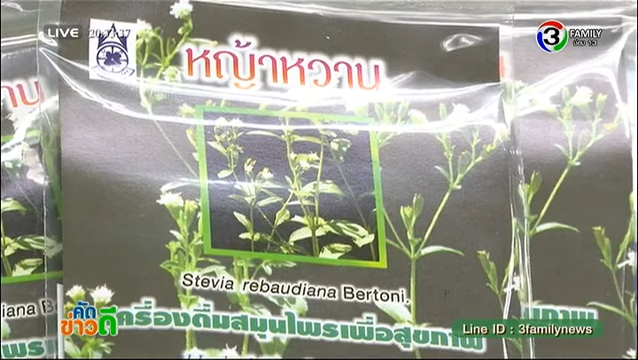 LIVE
3 FAMILY
หญ้าหวาน
Stevia rebaudiana Bertoni.
diana B
คัดข่าวดี
เครื่องดื่มสมุนไพรเพื่อสุขภาพ
Line ID : 3familynews